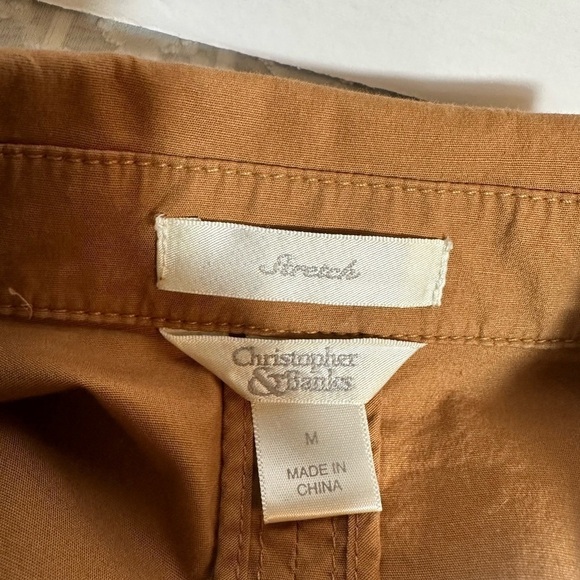 Stretch
Christopher
& Banks
M
MADE IN
CHINA